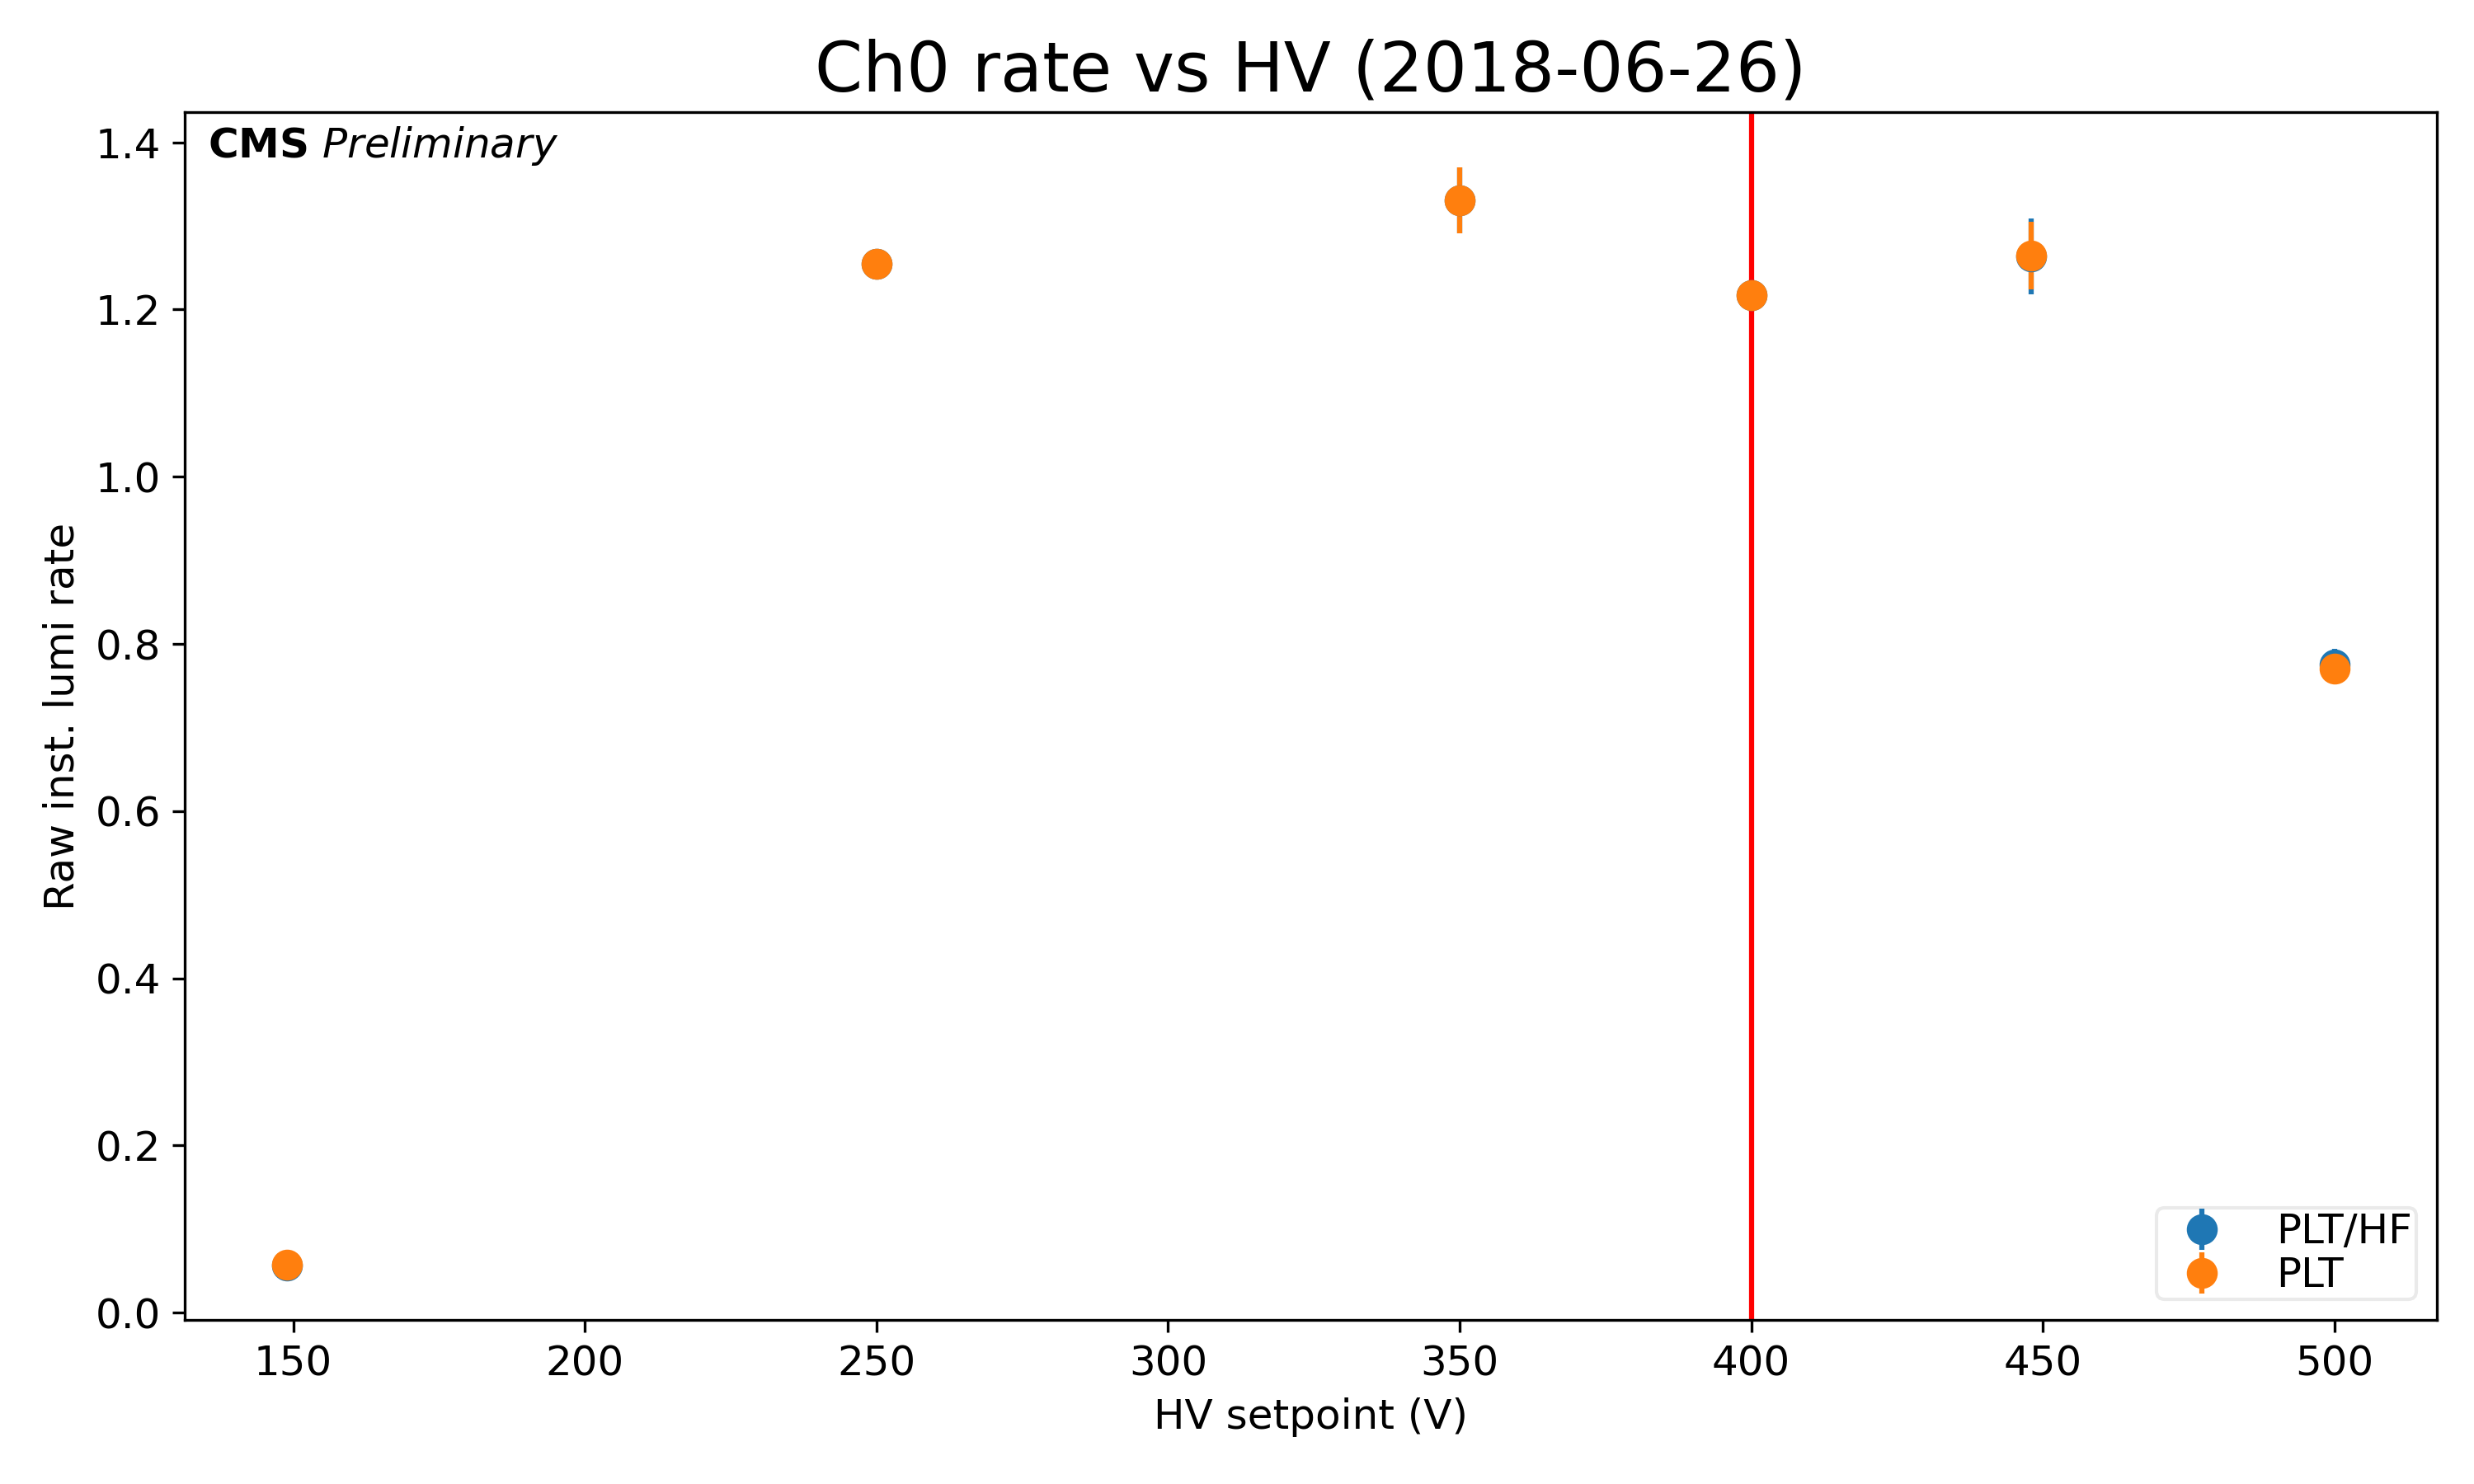 Ch0 rate vs HV (2018-06-26)
CMS Preliminary
1.4
1.2
1.0
0.8
0.6
0.4
0.2
0.0
Raw inst. lumi rate
PLT/HF
PLT
150 200 250 300 350 400 450 500
HV setpoint (V)